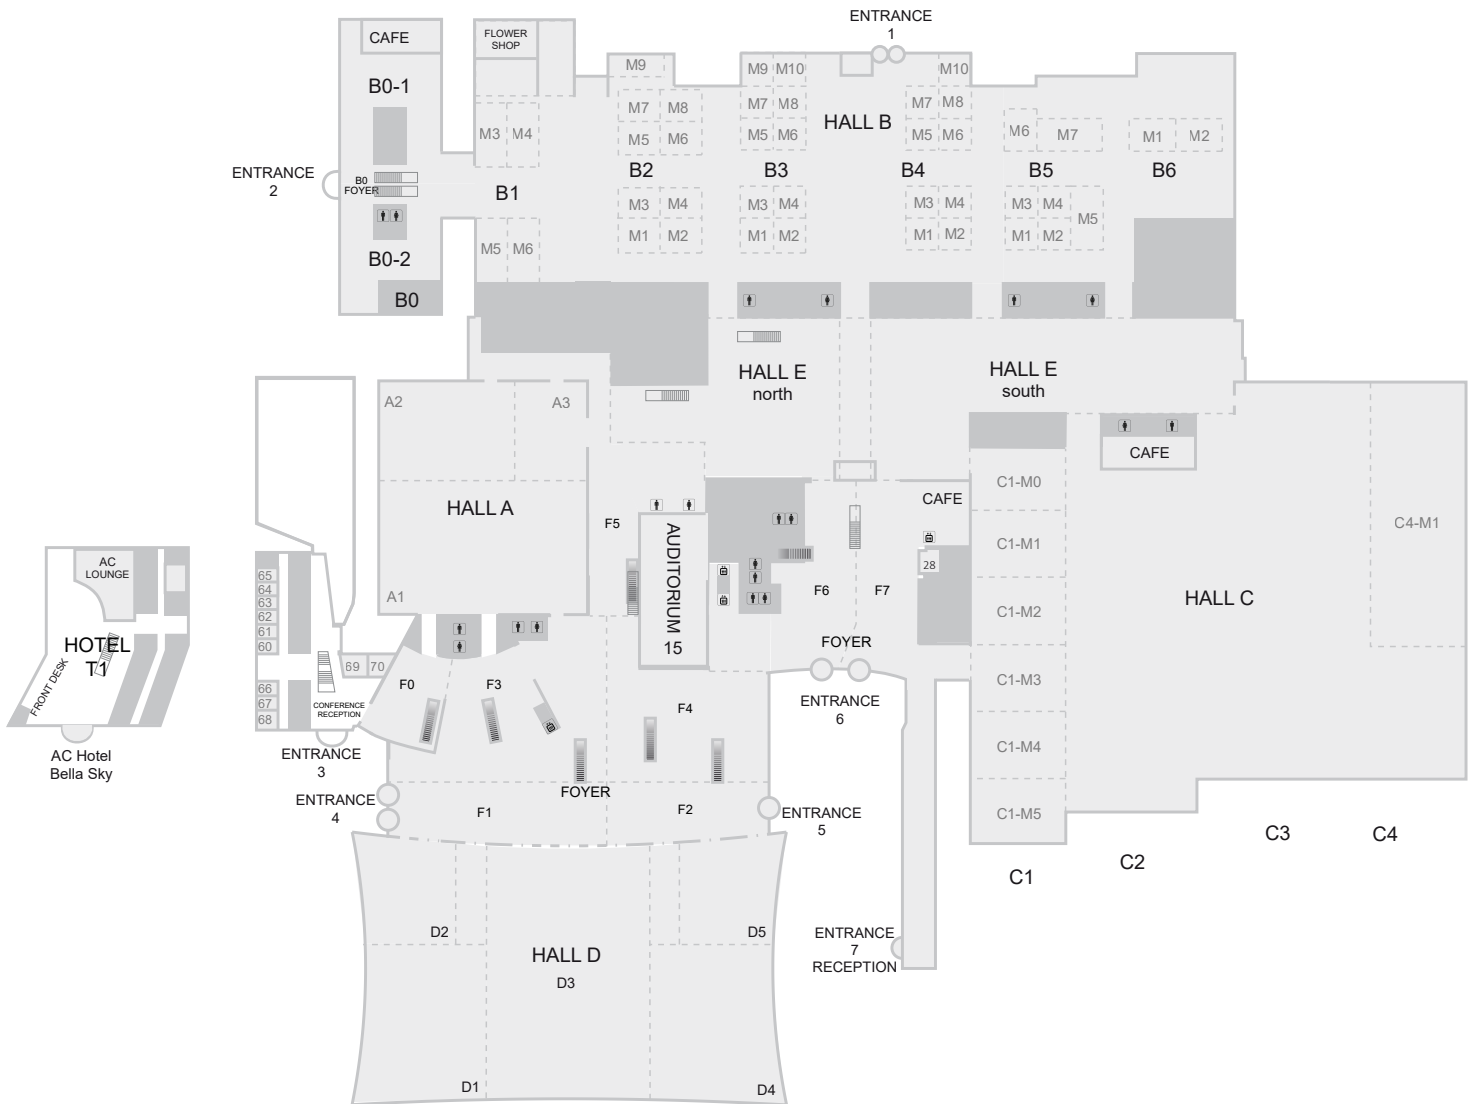 ENTRANCE
1
CAFE
FLOWER
SHOP
M9
M9
M10
M10
B0-1
M7
M8
M7
M8
M7
M8
HALL B
M3
M4
M5
M6
M5
M6
M5
M6
M6
M7
M1
M2
ENTRANCE
2
B0
FOYER
B1
B2
B3
B4
B5
B6
M3
M4
M3
M4
M3
M4
M3
M4
M5
M1
M2
M1
M2
M1
M2
M1
M2
M5
M6
B0-2
B0
HALL E
north
HALL E
south
A2
A3
CAFE
HALL A
C1-M0
CAFE
F5
AUDITORIUM
15
C4-M1
C1-M1
28
AC
LOUNGE
65
64
63
62
61
60
A1
F6
F7
C1-M2
HALL C
HOTEL
T1
FRONT DESK
69
70
FOYER
66
67
68
F0
F3
CONFERENCE
RECEPTION
F4
C1-M3
ENTRANCE
6
AC Hotel
Bella Sky
ENTRANCE
3
C1-M4
ENTRANCE
4
FOYER
F1
F2
ENTRANCE
5
C1-M5
C3
C4
C2
C1
D2
D5
HALL D
D3
ENTRANCE
7
RECEPTION
D1
D4